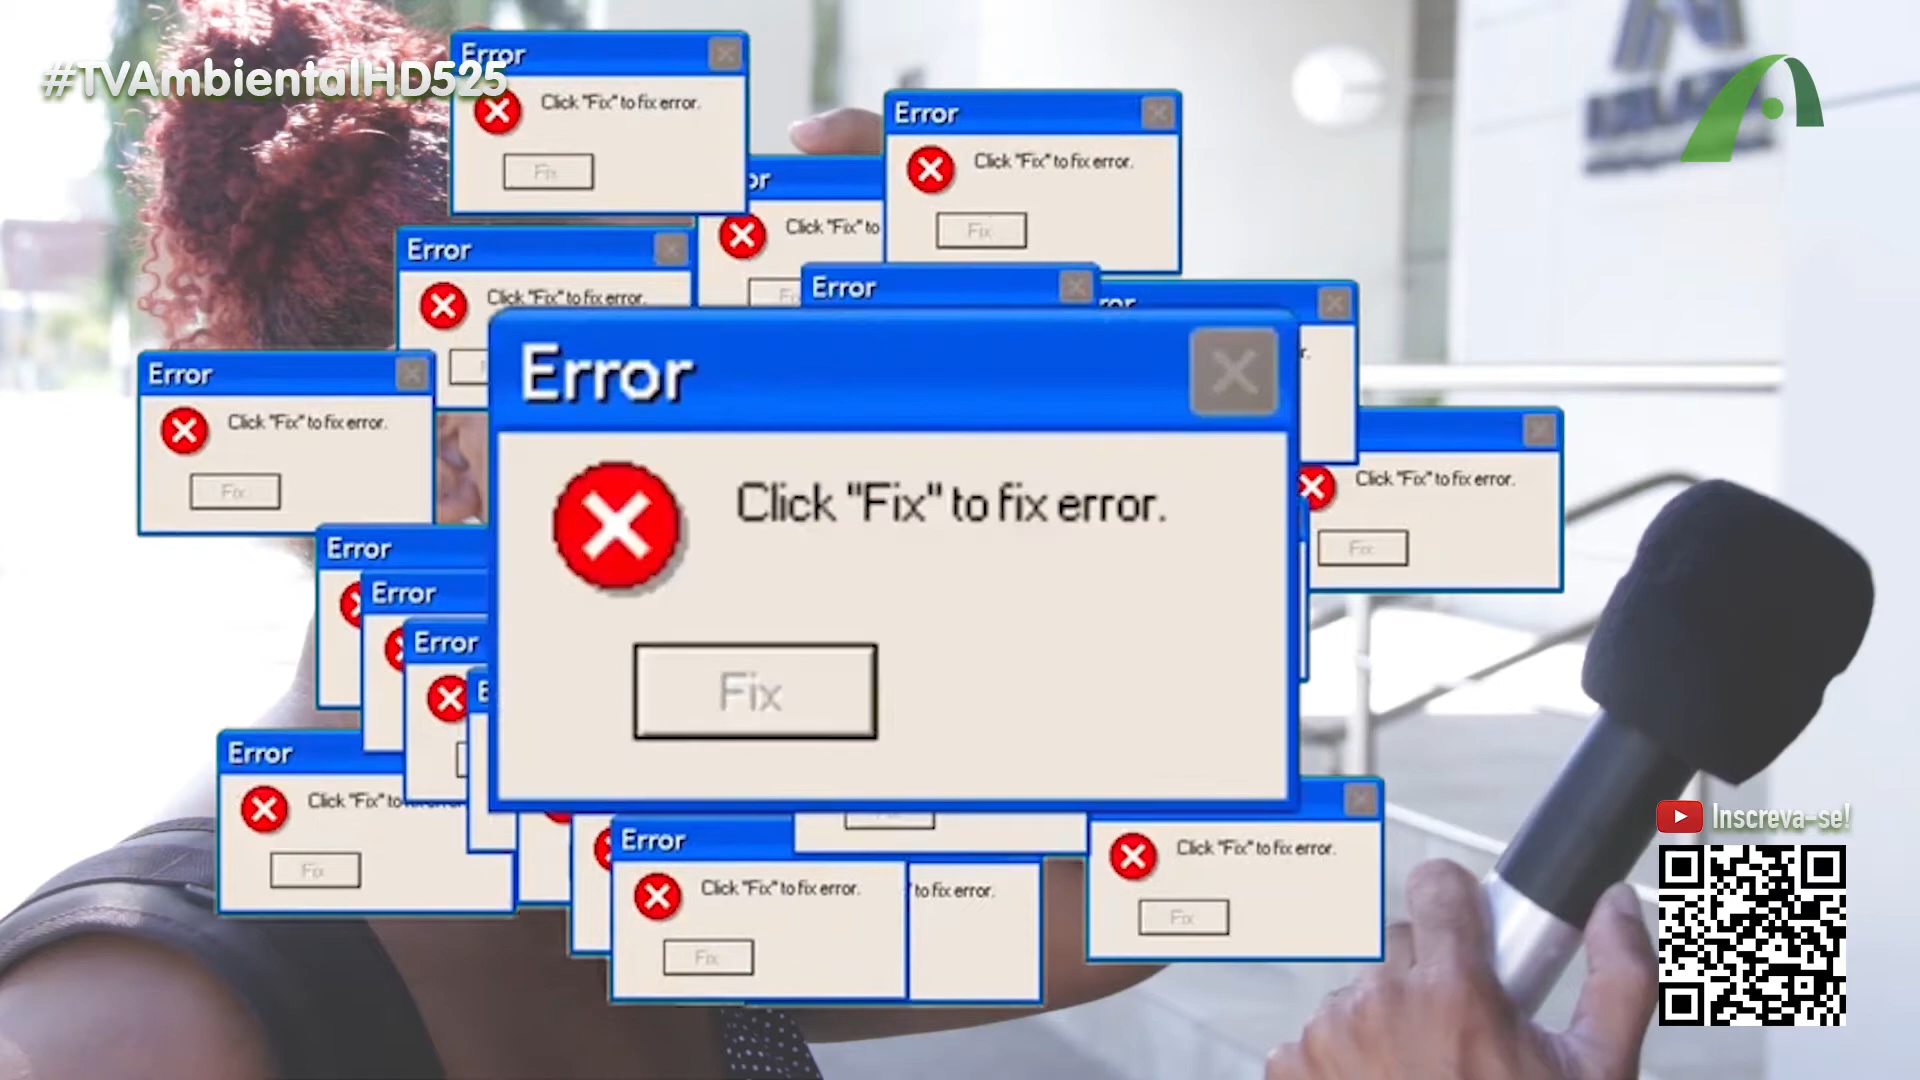 #TVAmbientalHD525
Error
Click "Fix" to fix error.
Fix
Error
Click "Fix" to fix error.
Fix
Click "Fix" to
Error
Click "Fix" to fix error.
Error
Error
Click "Fix" to fix error.
Fix
Error
Click "Fix" to fix error.
Fix
Click "Fix" to fix error.
Fix
Error
Error
Error
Error
Click "Fix" to
Fix
Error
Click "Fix" to fix error.
Fix
to fix error.
Click "Fix" to fix error.
Fix
Inscreva-se!